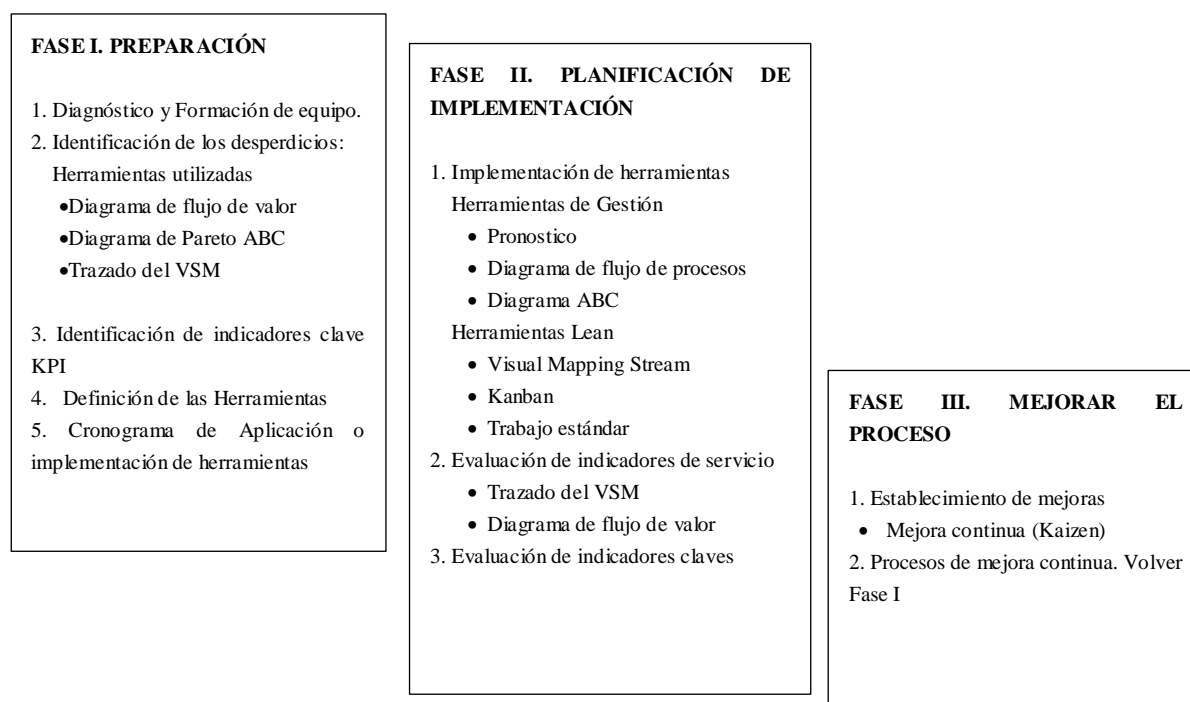 FASE I. PREPARACIÓN
1. Diagnóstico y Formación de equipo.
2. Identificación de los desperdicios:
Herramientas utilizadas
•Diagrama de flujo de valor
•Diagrama de Pareto ABC
•Trazado del VSM
3. Identificación de indicadores clave
KPI
4. Definición de las Herramientas
5. Cronograma de Aplicación o
implementación de herramientas
FASE II. PLANIFICACIÓN DE
IMPLEMENTACIÓN
1. Implementación de herramientas
Herramientas de Gestión
• Pronostico
• Diagrama de flujo de procesos
• Diagrama ABC
Herramientas Lean
• Visual Mapping Stream
• Kanban
• Trabajo estándar
2. Evaluación de indicadores de servicio
• Trazado del VSM
• Diagrama de flujo de valor
3. Evaluación de indicadores claves
FASE III. MEJORAR EL
PROCESO
1. Establecimiento de mejoras
• Mejora continua (Kaizen)
2. Procesos de mejora continua. Volver
Fase I